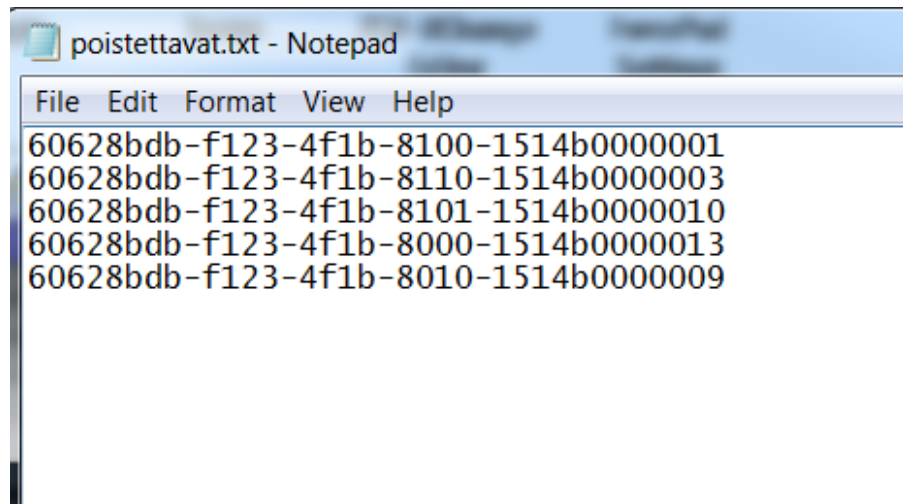 poistettavat.txt - Notepad
File Edit Format View Help
60628bdb-f123-4f1b-8100-1514b0000001
60628bdb-f123-4f1b-8110-1514b0000003
60628bdb-f123-4f1b-8101-1514b0000010
60628bdb-f123-4f1b-8000-1514b0000013
60628bdb-f123-4f1b-8010-1514b0000009